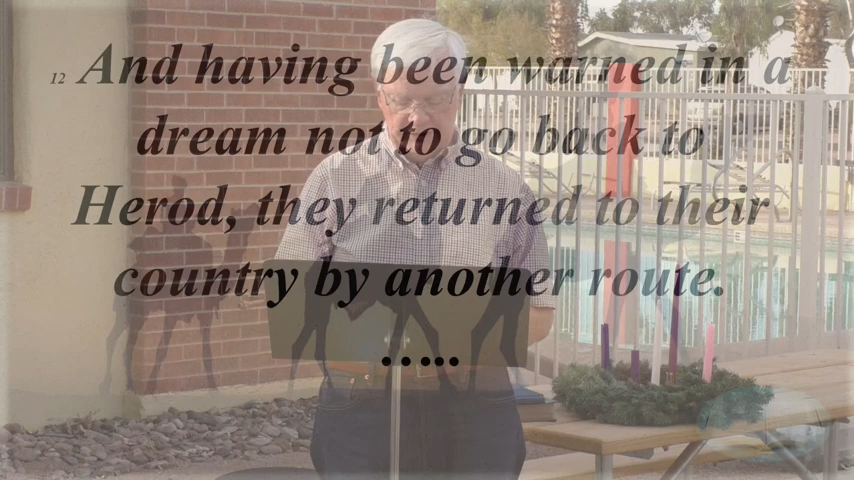 12 And having been warned in a
dream not to go back to
Herod, they returned to their
country by another route.
.....